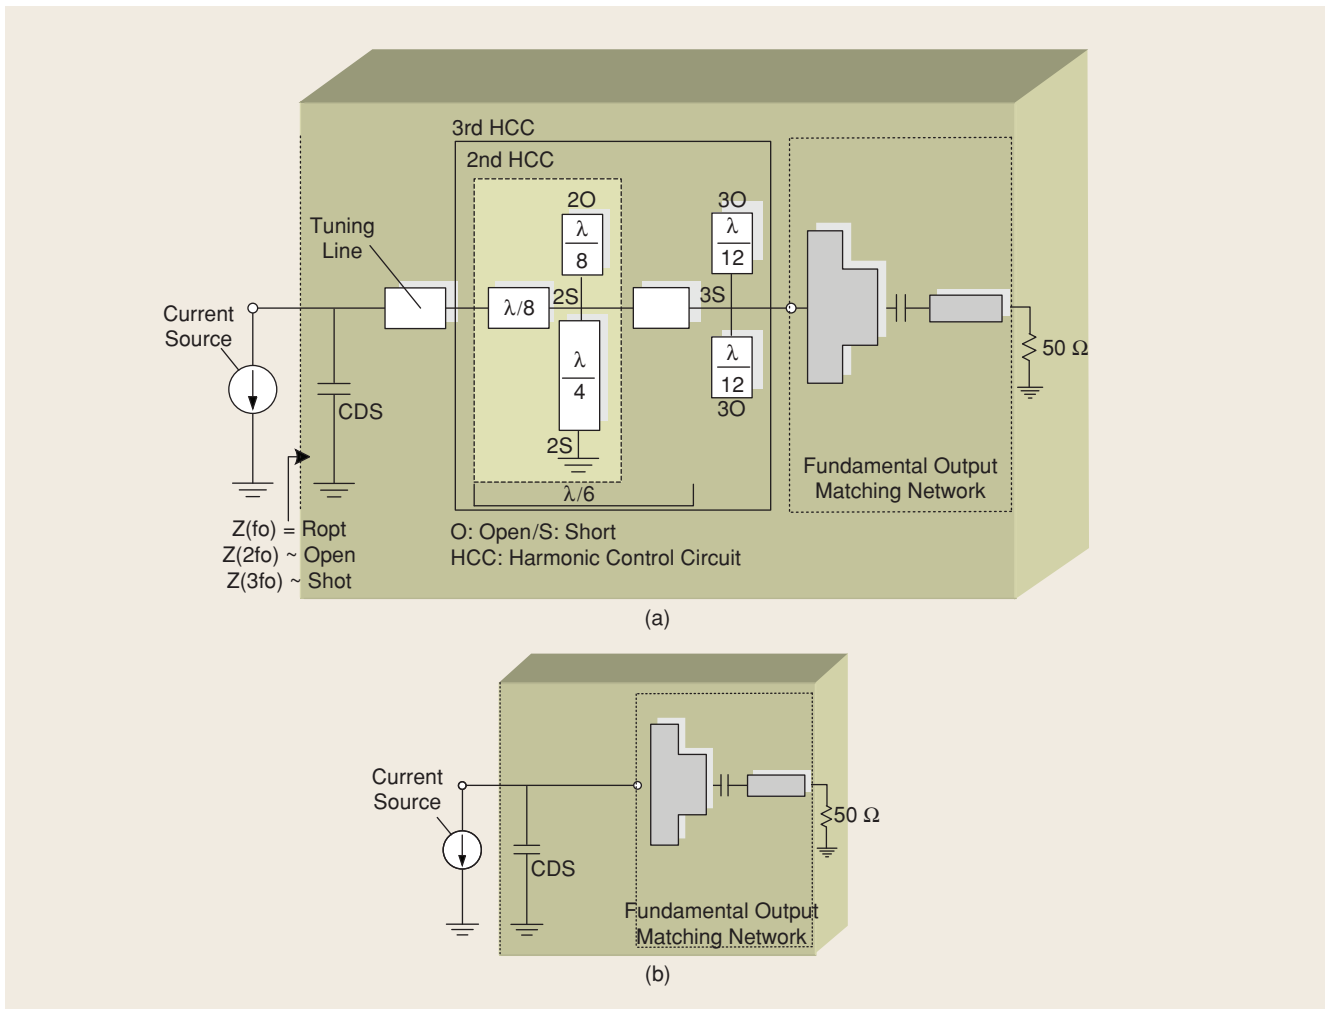 3rd HCC
2nd HCC
2O
λ
8
3O
λ
12
Tuning
Line
Current
Source
λ/8
2S
3S
λ
4
λ
12
3O
50 Ω
CDS
2S
λ/6
Fundamental Output
Matching Network
Z(fo) = Ropt
Z(2fo) ~ Open
Z(3fo) ~ Shot
O: Open/S: Short
HCC: Harmonic Control Circuit
(a)
Current
Source
CDS
50 Ω
Fundamental Output
Matching Network
(b)